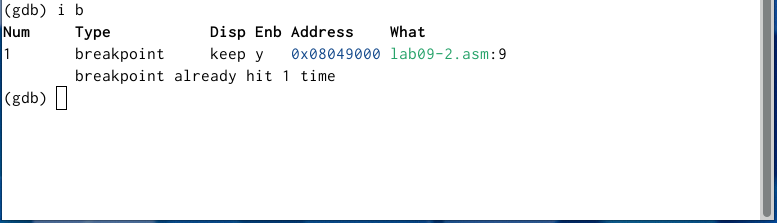 (gdb) i b
Num Type Disp Enb Address What
1 breakpoint keep y 0x08049000 lab09-2.asm:9
breakpoint already hit 1 time
(gdb)